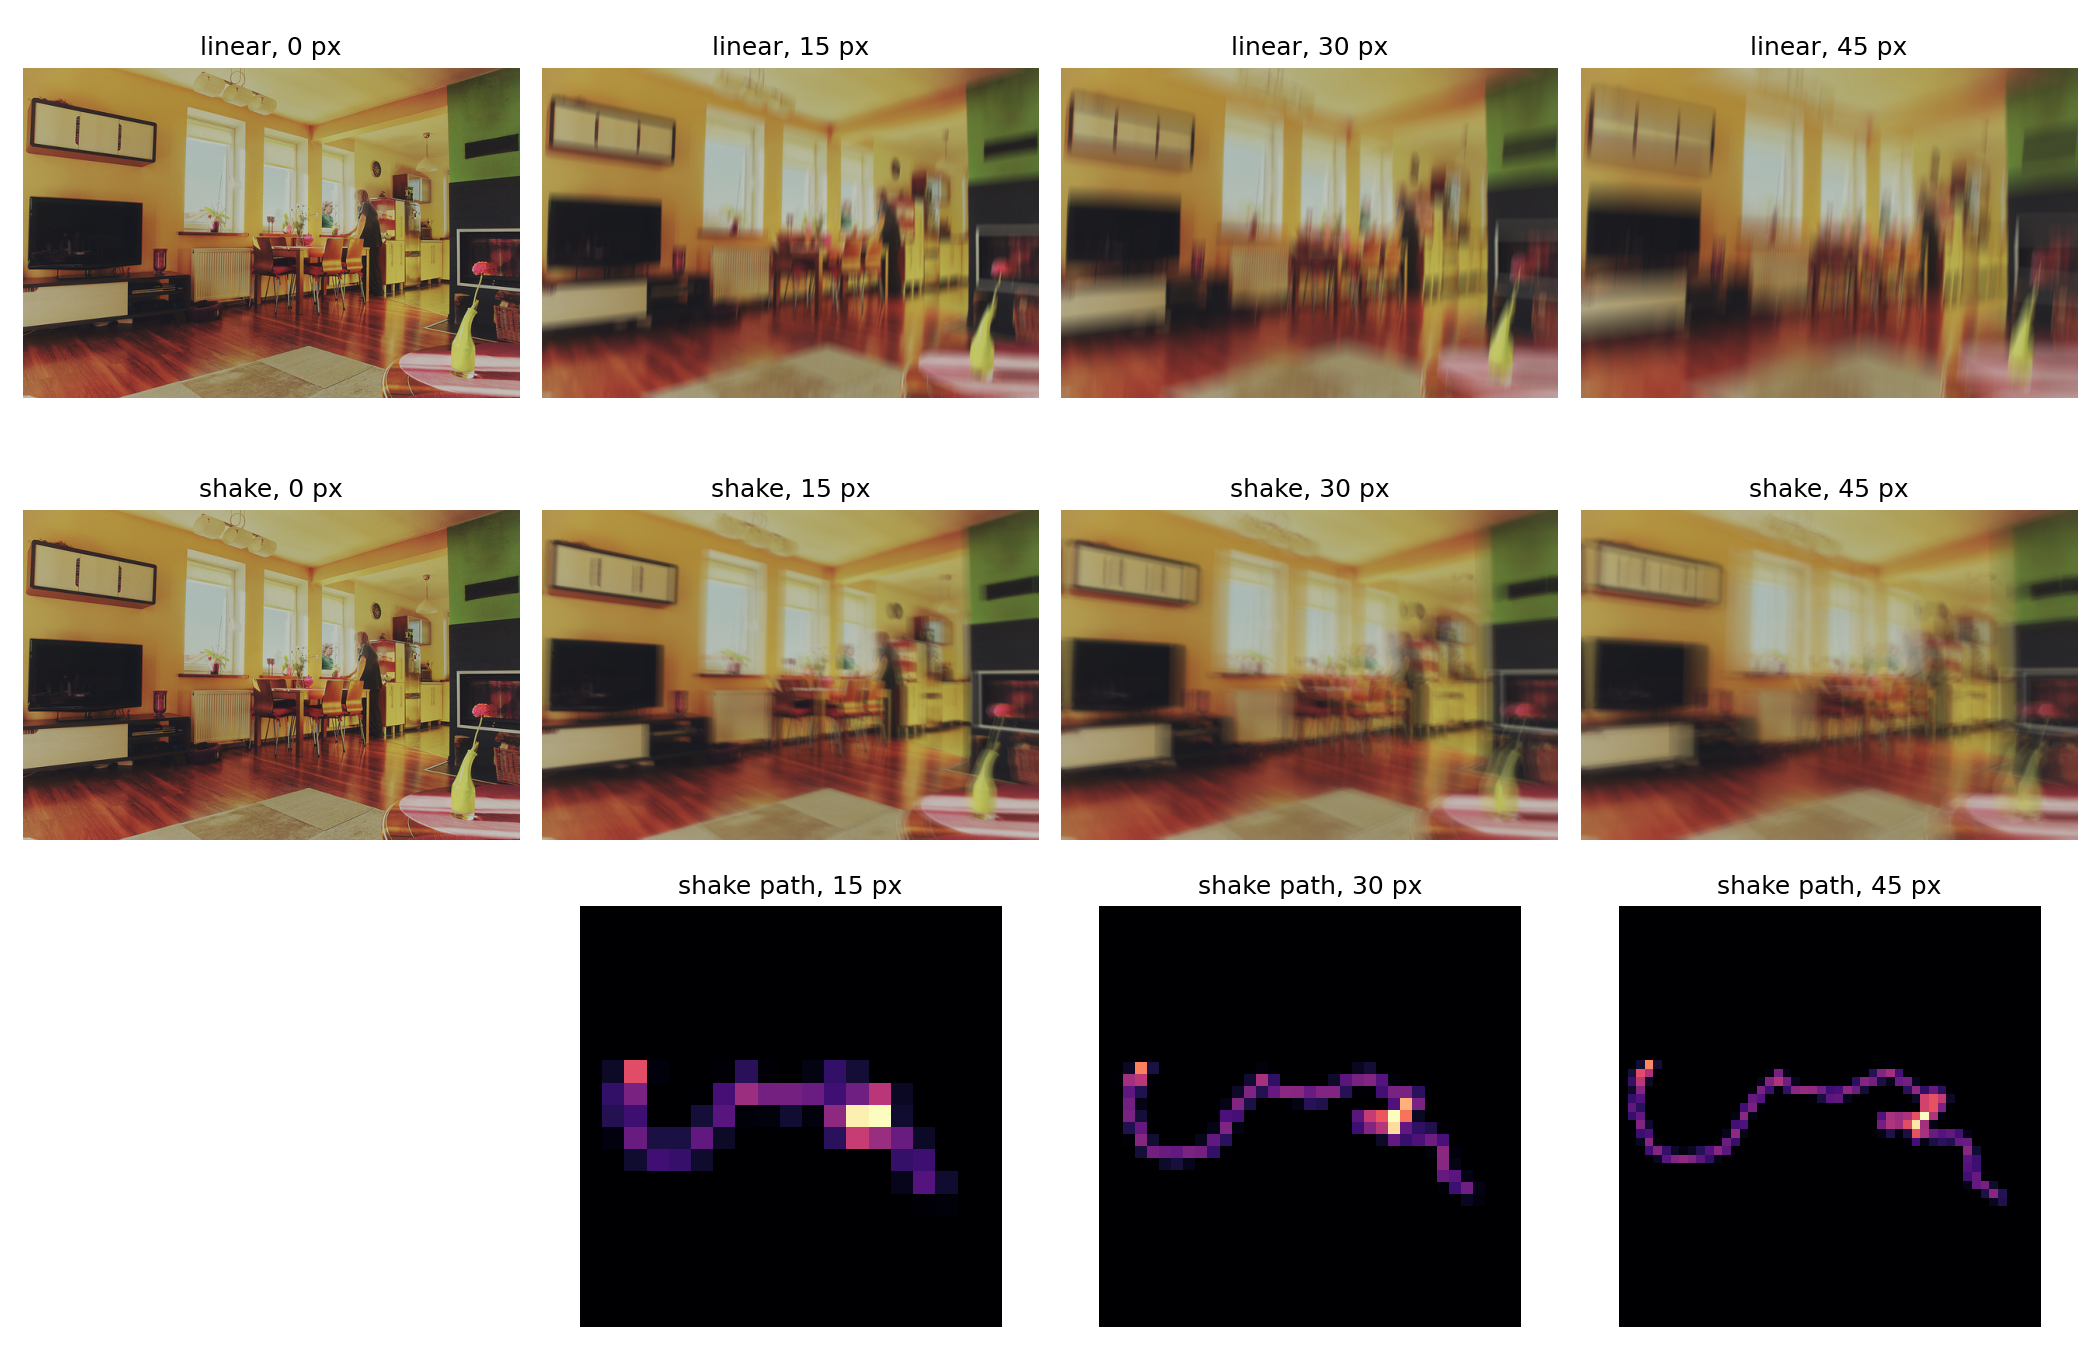 linear, 0 px
linear, 15 px
linear, 30 px
linear, 45 px
shake, 0 px
shake, 15 px
shake, 30 px
shake, 45 px
shake path, 15 px
shake path, 30 px
shake path, 45 px